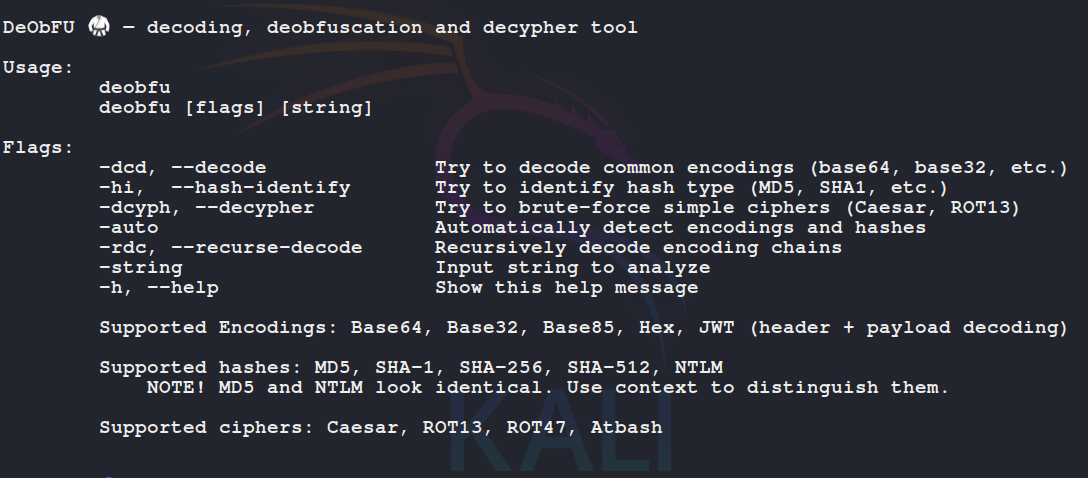 DeObFU 🥋 — decoding, deobfuscation and decypher tool
Usage:
deobfu
deobfu [flags] [string]
Flags:
-dcd, --decode Try to decode common encodings (base64, base32, etc.)
-hi, --hash-identify Try to identify hash type (MD5, SHA1, etc.)
-dcyph, --decypher Try to brute-force simple ciphers (Caesar, ROT13)
-auto Automatically detect encodings and hashes
-rdc, --recurse-decode Recursively decode encoding chains
-string Input string to analyze
-h, --help Show this help message
Supported Encodings: Base64, Base32, Base85, Hex, JWT (header + payload decoding)
Supported hashes: MD5, SHA-1, SHA-256, SHA-512, NTLM
NOTE! MD5 and NTLM look identical. Use context to distinguish them.
Supported ciphers: Caesar, ROT13, ROT47, Atbash
KALI